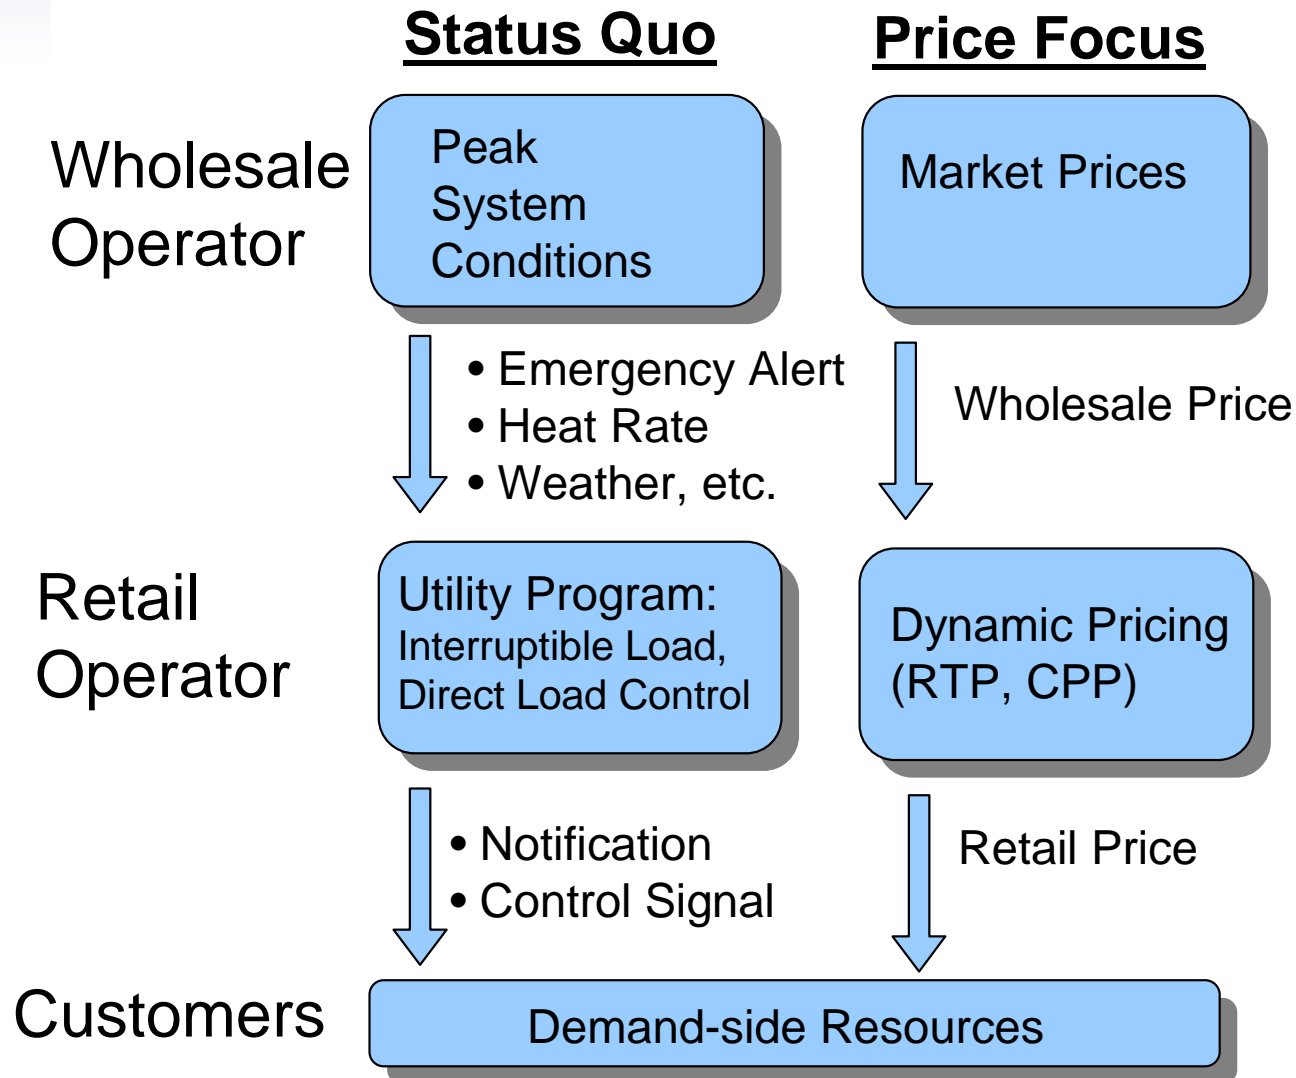 Status Quo
Price Focus
Wholesale
Operator
Peak
System
Conditions
Market Prices
• Emergency Alert
• Heat Rate
• Weather, etc.
Wholesale Price
Retail
Operator
Utility Program:
Interruptible Load,
Direct Load Control
Dynamic Pricing
(RTP, CPP)
• Notification
• Control Signal
Retail Price
Customers
Demand-side Resources